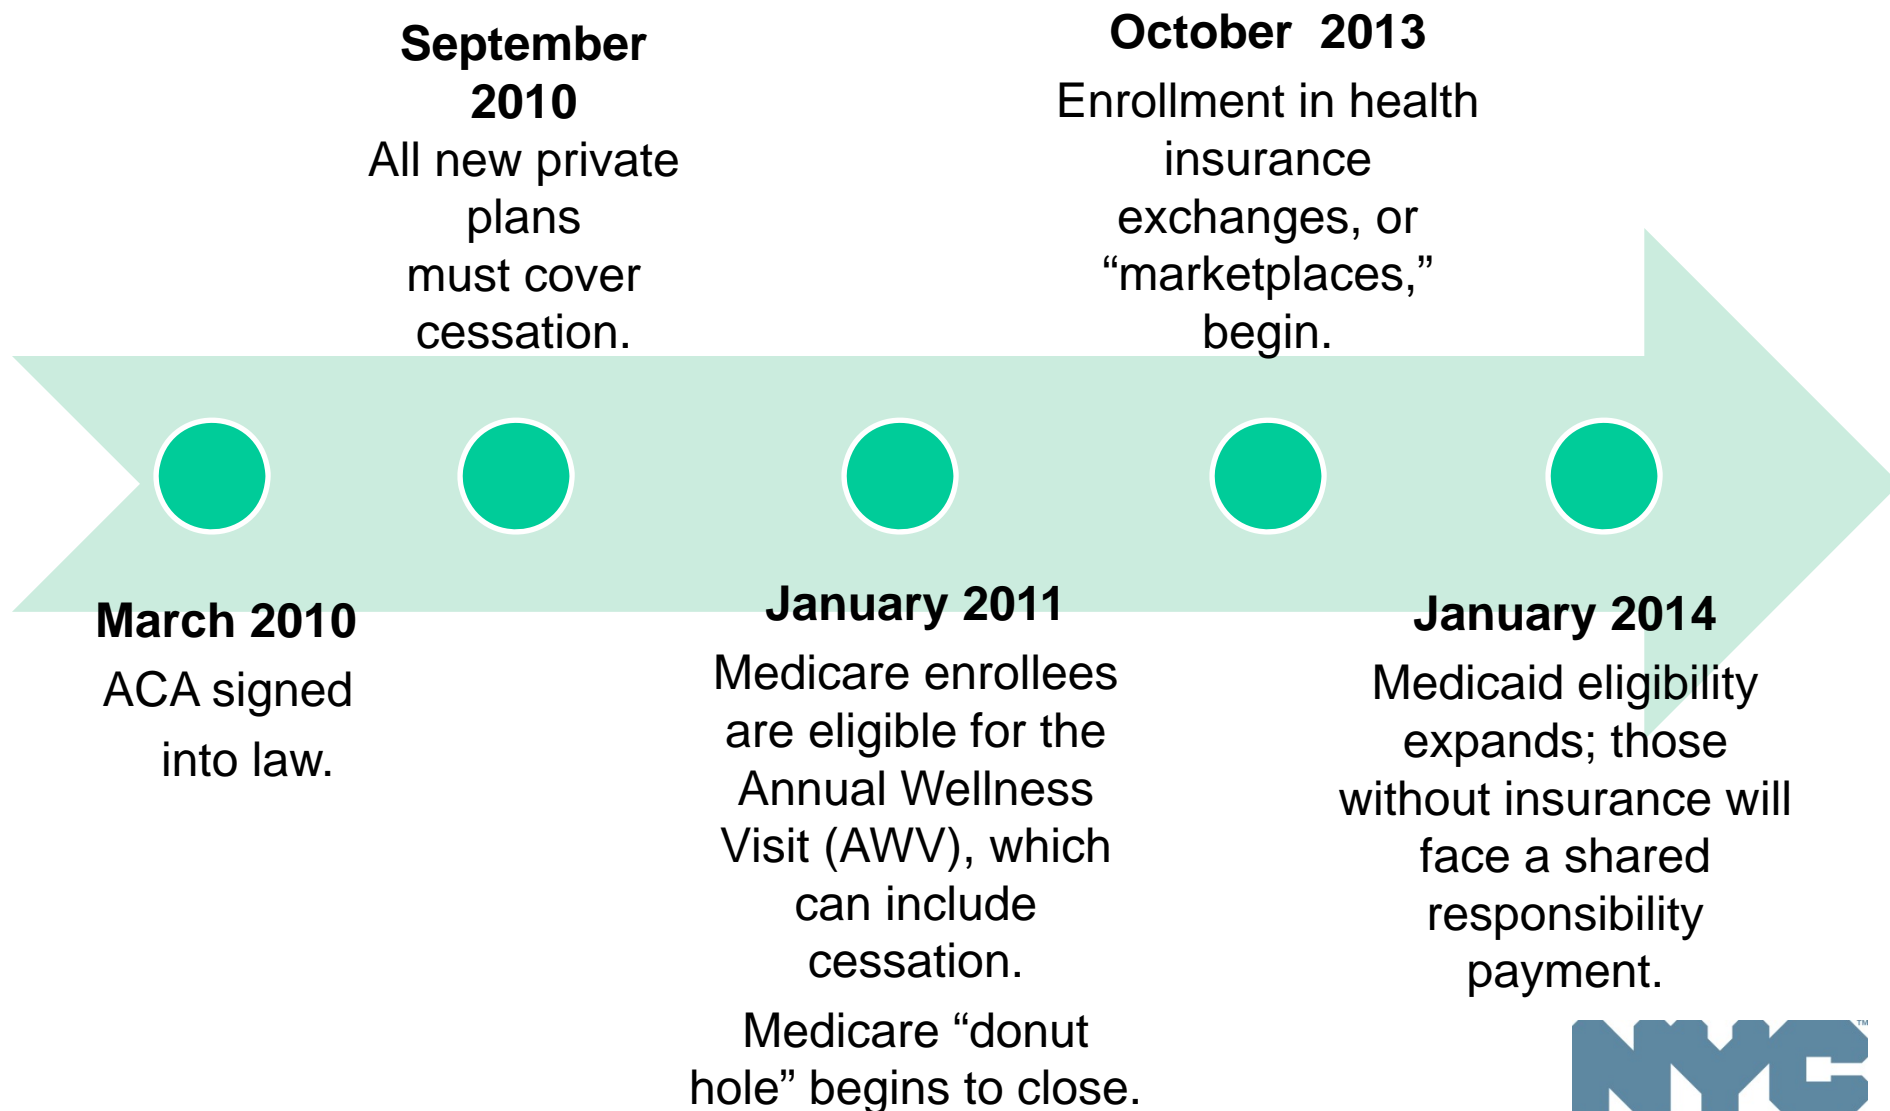 March 2010
ACA signed
into law.
September
2010
All new private
plans
must cover
cessation.
January 2011
Medicare enrollees
are eligible for the
Annual Wellness
Visit (AWV), which
can include
cessation.
Medicare “donut
hole” begins to close.
October 2013
Enrollment in health
insurance
exchanges, or
“marketplaces,”
begin.
January 2014
Medicaid eligibility
expands; those
without insurance will
face a shared
responsibility
payment.
NYC
TM